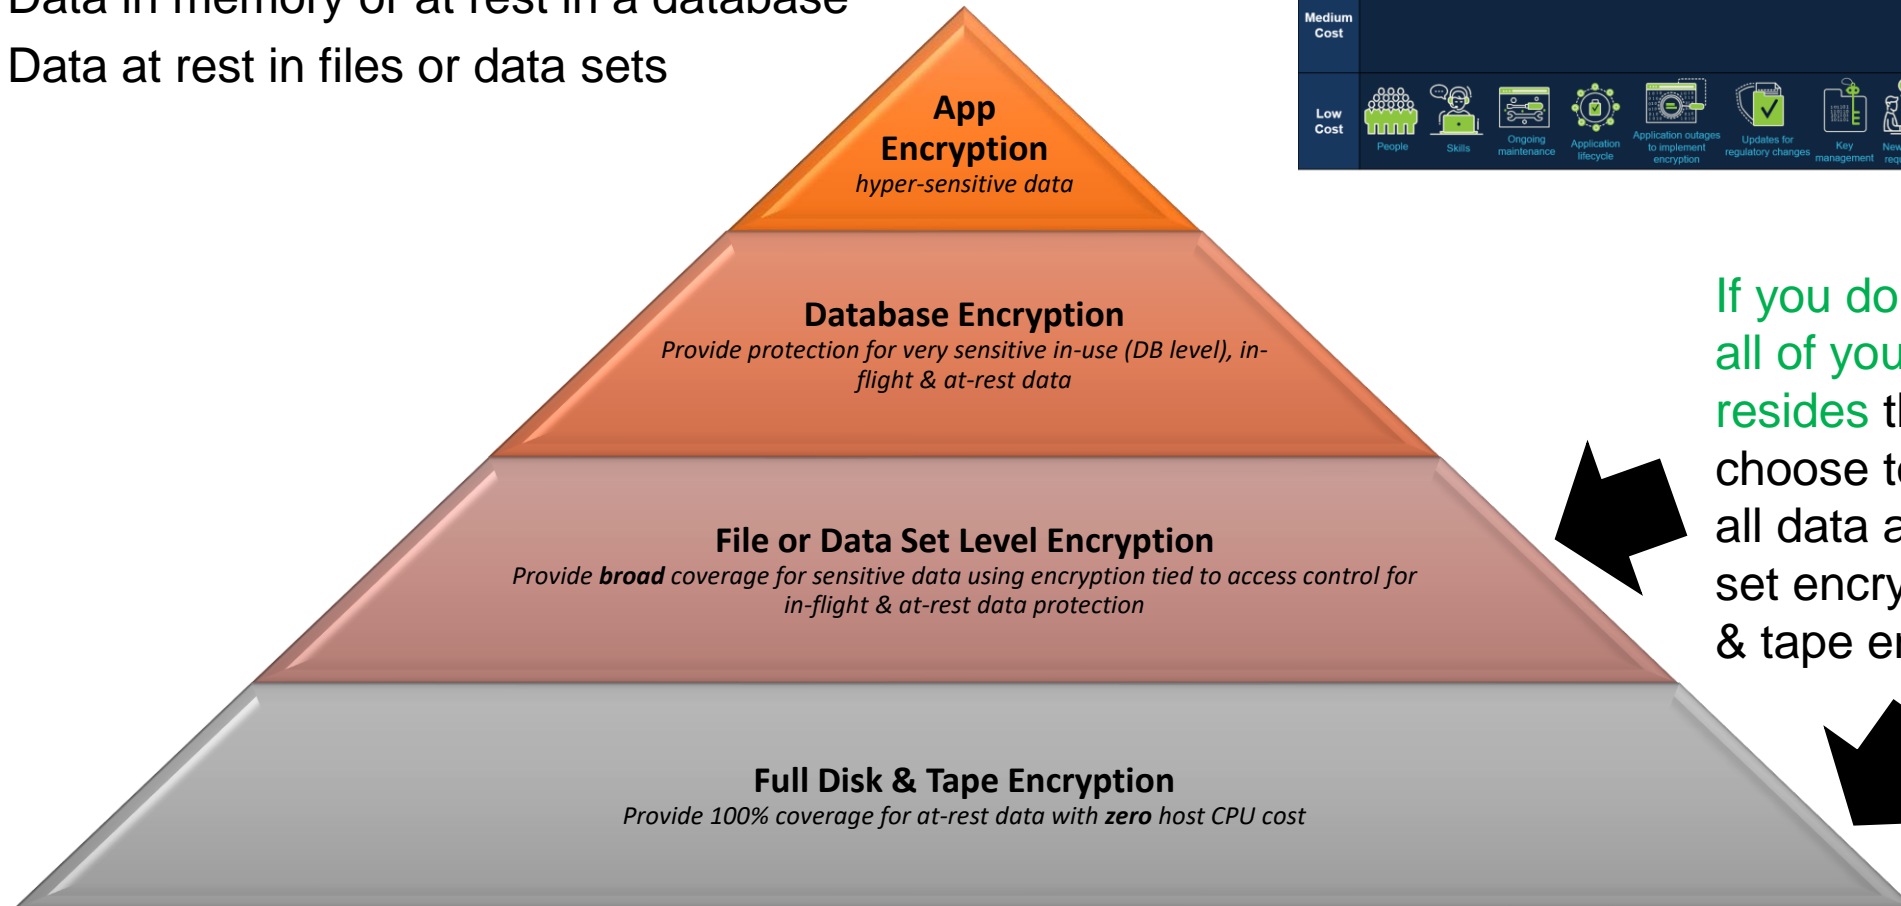 Data in memory or at rest in a database
Data at rest in files or data sets
Medium
Cost
Low
Cost
People
Skills
Ongoing
maintenance
Application
lifecycle
Application outages
to implement
encryption
Updates for
regulatory changes
Key
management
New
requ
App
Encryption
hyper-sensitive data
Database Encryption
Provide protection for very sensitive in-use (DB level), in-
flight & at-rest data
File or Data Set Level Encryption
Provide broad coverage for sensitive data using encryption tied to access control for
in-flight & at-rest data protection
Full Disk & Tape Encryption
Provide 100% coverage for at-rest data with zero host CPU cost
If you do
all of you
resides t
choose t
all data a
set encry
& tape e